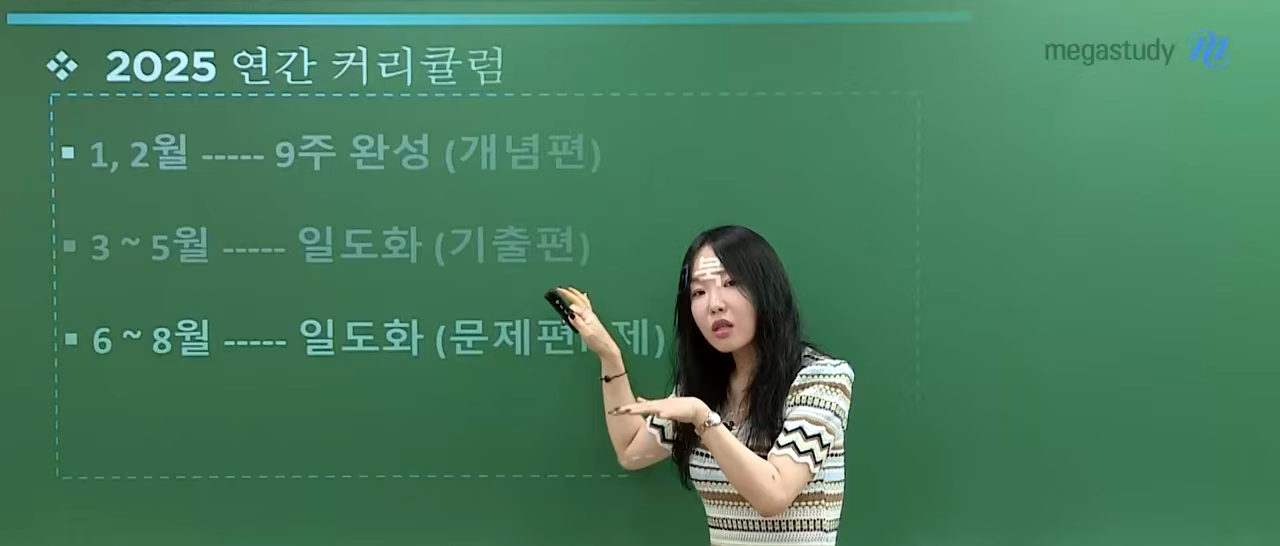 megastudy M
❖ 2025 연간 커리큘럼
▪ 1, 2월 ----- 9주 완성 (개념편)
▪ 3 ~ 5월 ----- 일도화 (기출편)
▪ 6 ~ 8월 ----- 일도화 (문제편 제)